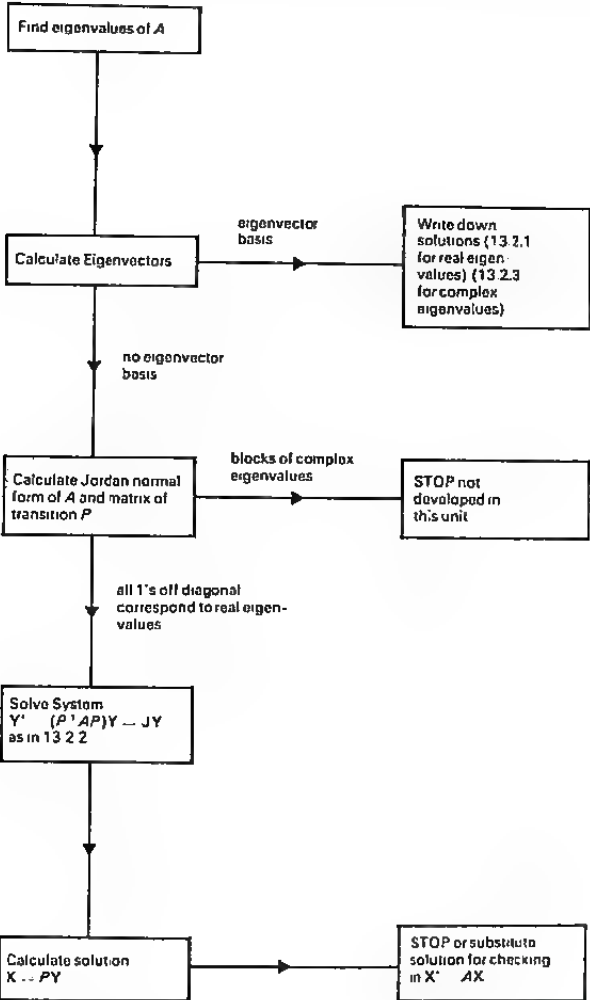 Find eigenvalues of A
eigenvector
basis
Write down
solutions (13.2.1
for real eigen-
values) (13.2.3
for complex
eigenvalues)
Calculate Eigenvectors
no eigenvector
basis
Calculate Jordan normal
form of A and matrix of
transition P
blocks of complex
eigenvalues
STOP not
developed in
this unit
all 1's off diagonal
correspond to real eigen-
values
Solve System
Y' (P⁻¹AP)Y = JY
as in 13 2 2
Calculate solution
X = PY
STOP or substitute
solution for checking
in X' AX